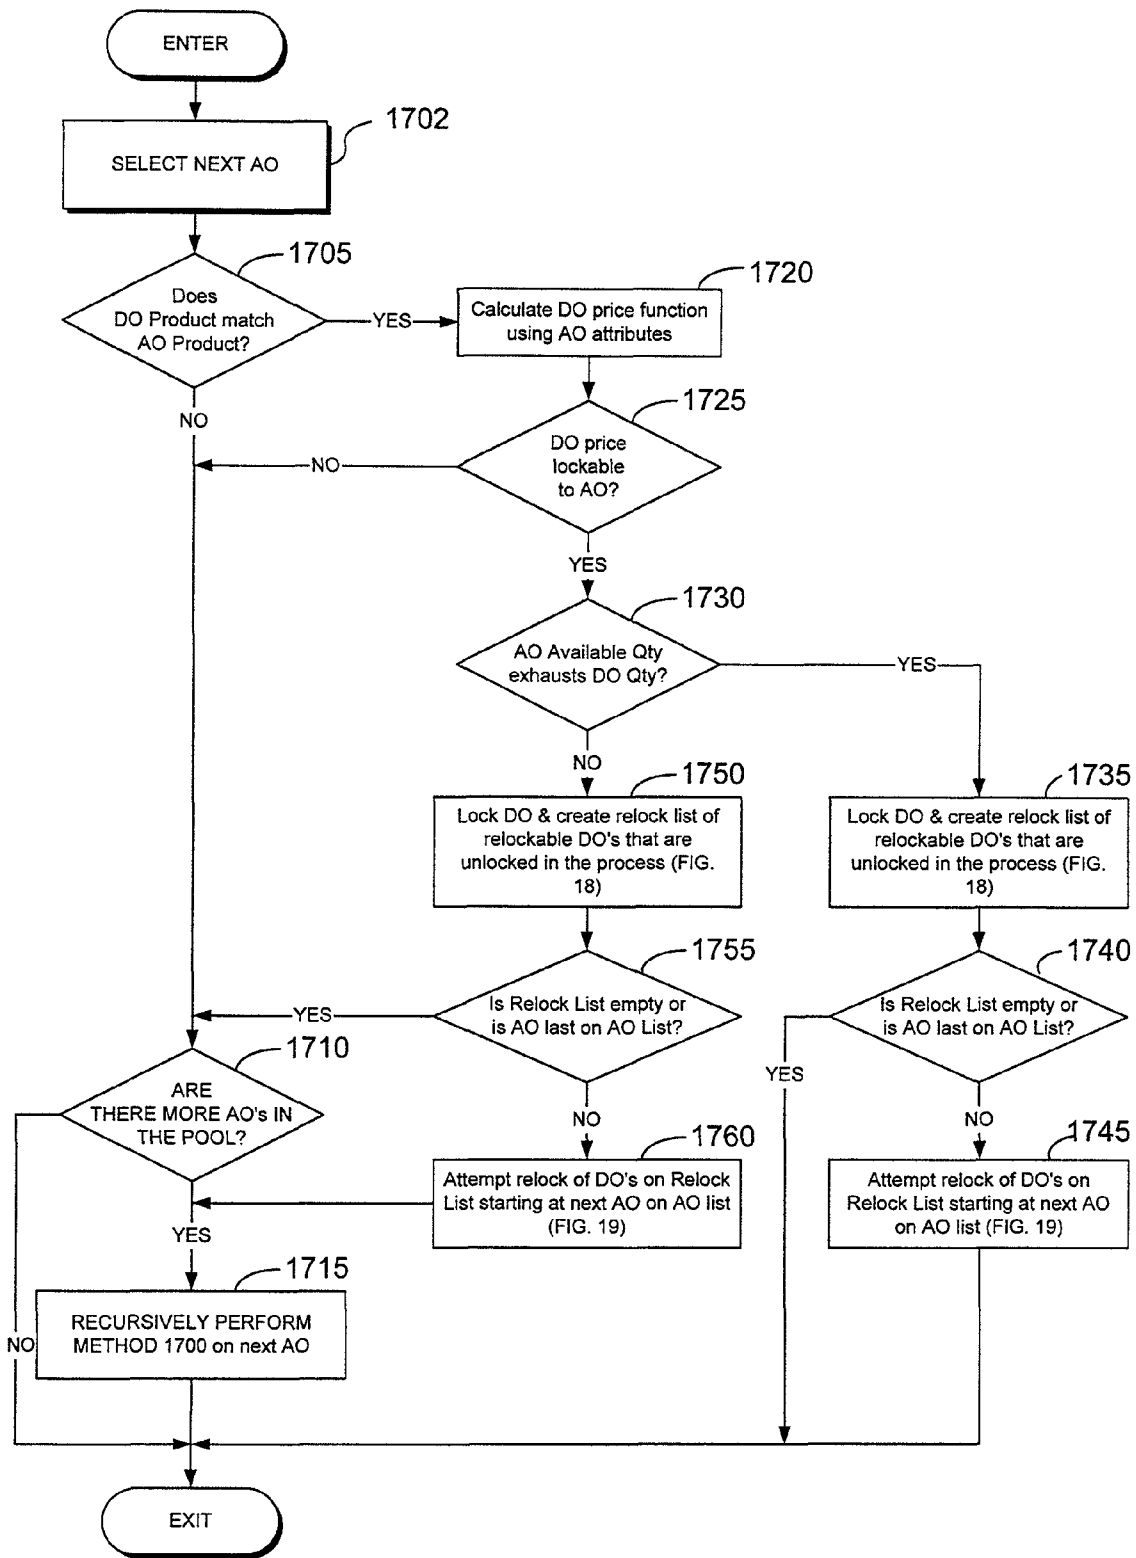 ENTER
1702
SELECT NEXT AO
1705
Does
DO Product match
AO Product?
YES
1720
Calculate DO price function
using AO attributes
NO
1725
DO price
lockable
to AO?
NO
YES
1730
AO Available Qty
exhausts DO Qty?
YES
NO
1750
Lock DO & create relock list of
relockable DO's that are
unlocked in the process (FIG.
18)
1735
Lock DO & create relock list of
relockable DO's that are
unlocked in the process (FIG.
18)
1755
Is Relock List empty or
is AO last on AO List?
YES
1740
Is Relock List empty or
is AO last on AO List?
YES
1710
ARE
THERE MORE AO's IN
THE POOL?
NO
NO
1760
Attempt relock of DO's on Relock
List starting at next AO on AO list
(FIG. 19)
1745
Attempt relock of DO's on
Relock List starting at next AO
on AO list (FIG. 19)
YES
1715
RECURSIVELY PERFORM
METHOD 1700 on next AO
NO
EXIT